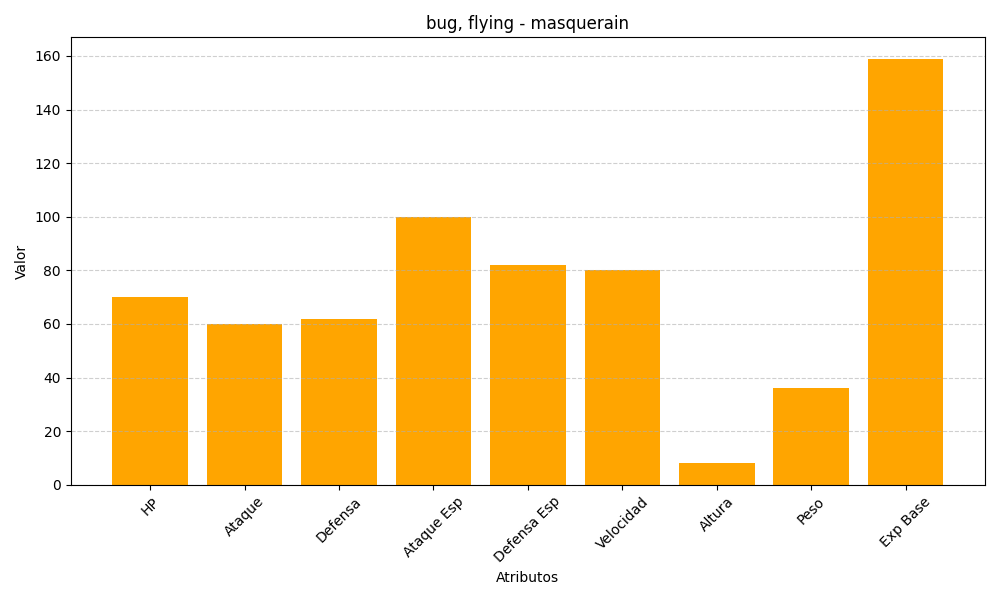 bug, flying - masquerain
Valor
160
140
120
100
80
60
40
20
0
HP
Ataque
Defensa
Ataque Esp
Defensa Esp
Velocidad
Altura
Peso
Exp Base
Atributos